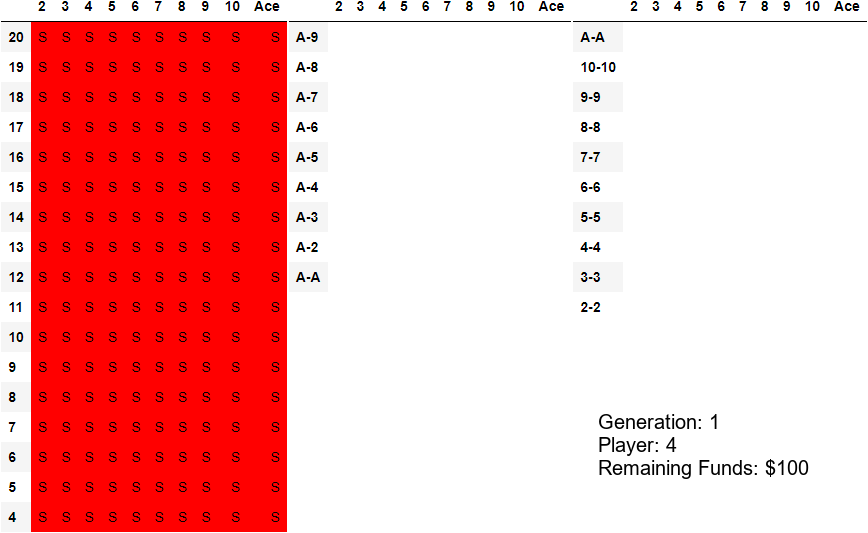 2 3 4 5 6 7 8 9 10 Ace
20 S S S S S S S S S S
19 S S S S S S S S S S
18 S S S S S S S S S S
17 S S S S S S S S S S
16 S S S S S S S S S S
15 S S S S S S S S S S
14 S S S S S S S S S S
13 S S S S S S S S S S
12 S S S S S S S S S S
11 S S S S S S S S S S
10 S S S S S S S S S S
9 S S S S S S S S S S
8 S S S S S S S S S S
7 S S S S S S S S S S
6 S S S S S S S S S S
5 S S S S S S S S S S
4 S S S S S S S S S S
2 3 4 5 6 7 8 9 10 Ace
A-9
A-8
A-7
A-6
A-5
A-4
A-3
A-2
A-A
2 3 4 5 6 7 8 9 10 Ace
A-A
10-10
9-9
8-8
7-7
6-6
5-5
4-4
3-3
2-2
Generation: 1
Player: 4
Remaining Funds: $100